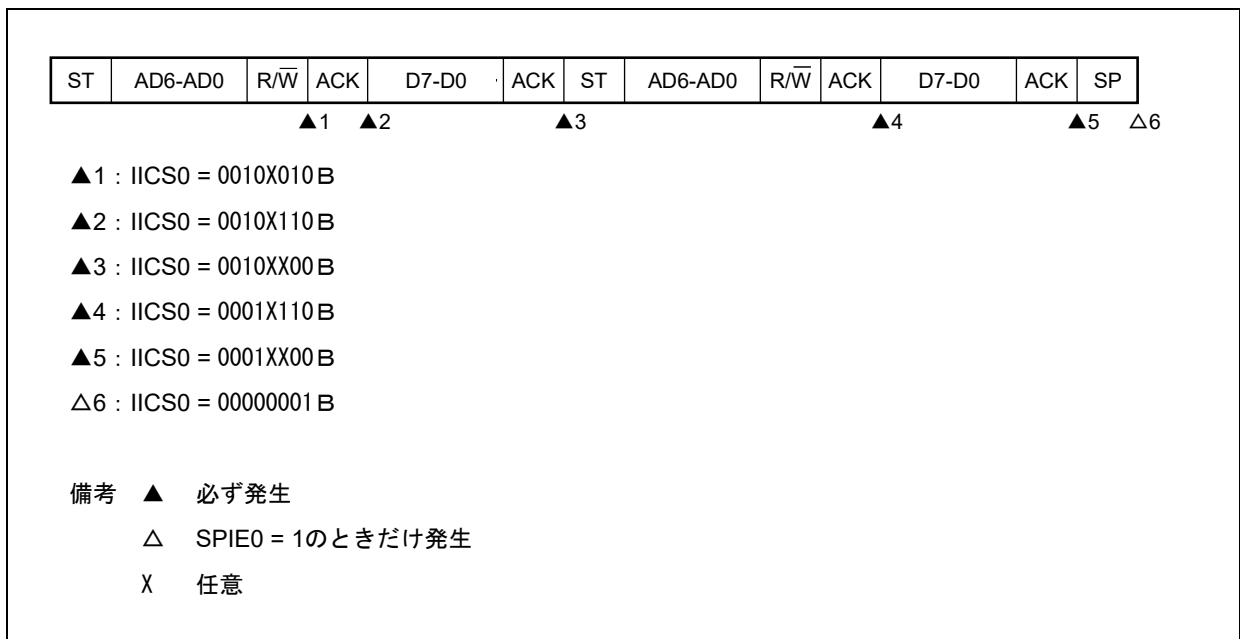 ST AD6-AD0 R/W̅ ACK D7-D0 ACK ST AD6-AD0 R/W̅ ACK D7-D0 ACK SP
▲1 ▲2 ▲3 ▲4 ▲5 △6
▲1：IICS0 = 0010X010B
▲2：IICS0 = 0010X110B
▲3：IICS0 = 0010XX00B
▲4：IICS0 = 0001X110B
▲5：IICS0 = 0001XX00B
△6：IICS0 = 00000001B
備考 ▲ 必ず発生
△ SPIE0 = 1のときだけ発生
X 任意